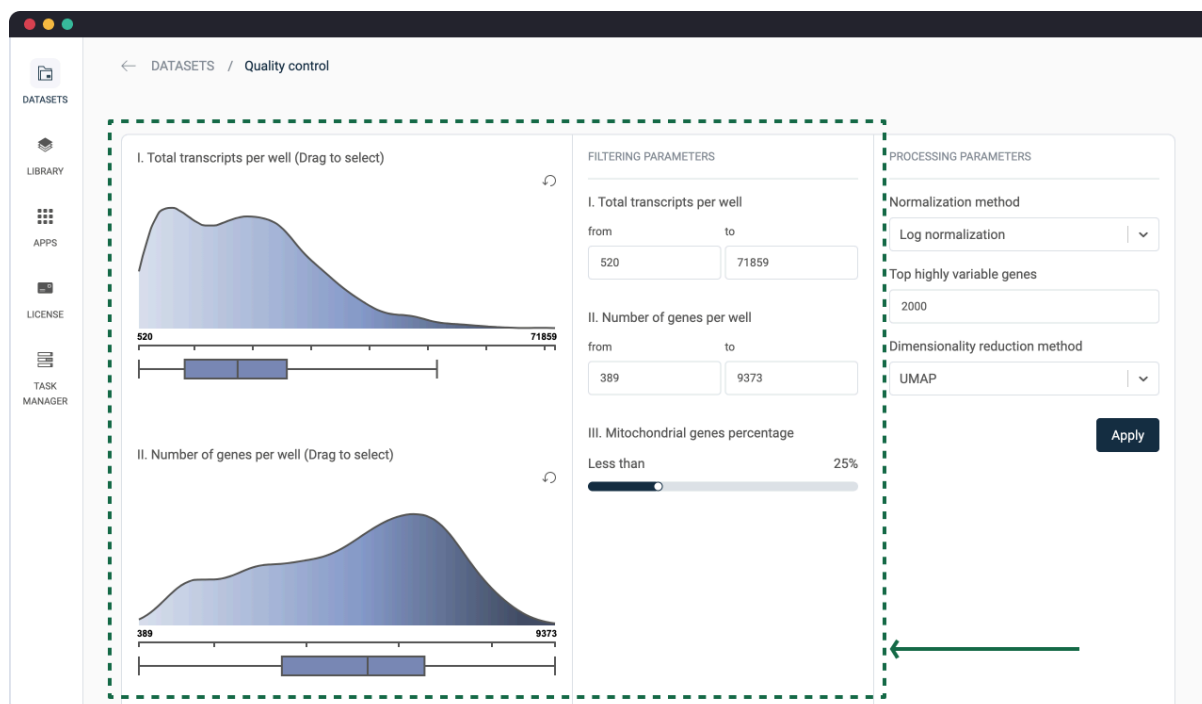 DATASETS / Quality control
DATASETS
LIBRARY
APPS
LICENSE
TASK
MANAGER
I. Total transcripts per well (Drag to select)
520
71859
II. Number of genes per well (Drag to select)
389
9373
FILTERING PARAMETERS
I. Total transcripts per well
from
to
520
71859
II. Number of genes per well
from
to
389
9373
III. Mitochondrial genes percentage
Less than
25%
PROCESSING PARAMETERS
Normalization method
Log normalization
Top highly variable genes
2000
Dimensionality reduction method
UMAP
Apply